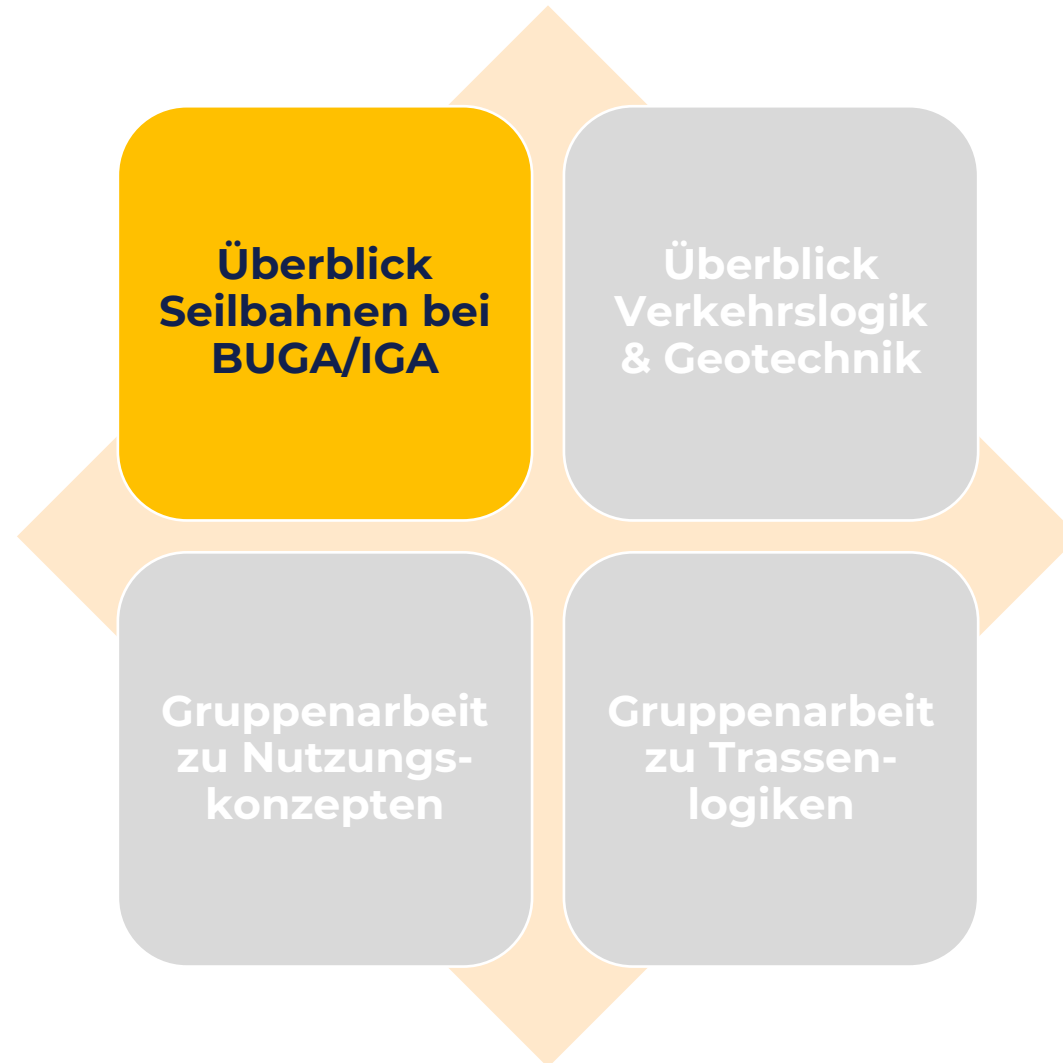 Überblick
Seilbahnen bei
BUGA/IGA
Überblick
Verkehrslogik
& Geotechnik
Gruppenarbeit
zu Nutzungs-
konzepten
Gruppenarbeit
zu Trassen-
logiken